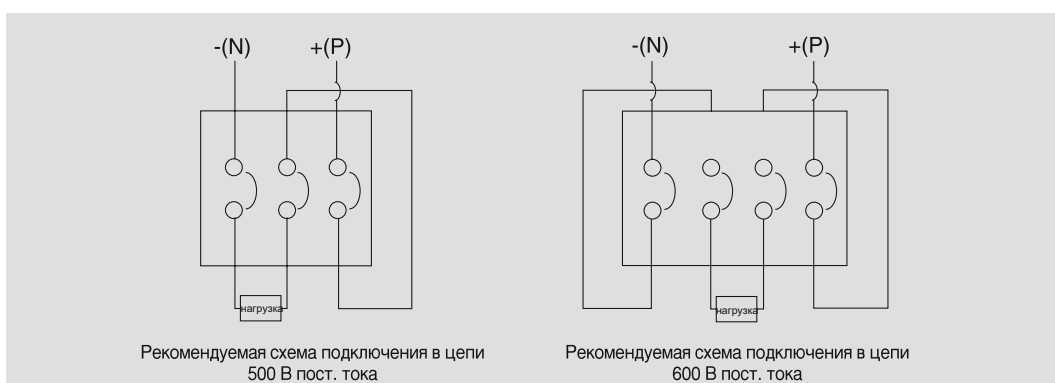 -(N) +(P)
нагрузка
Рекомендуемая схема подключения в цепи
500 В пост. тока
-(N) +(P)
нагрузка
Рекомендуемая схема подключения в цепи
600 В пост. тока